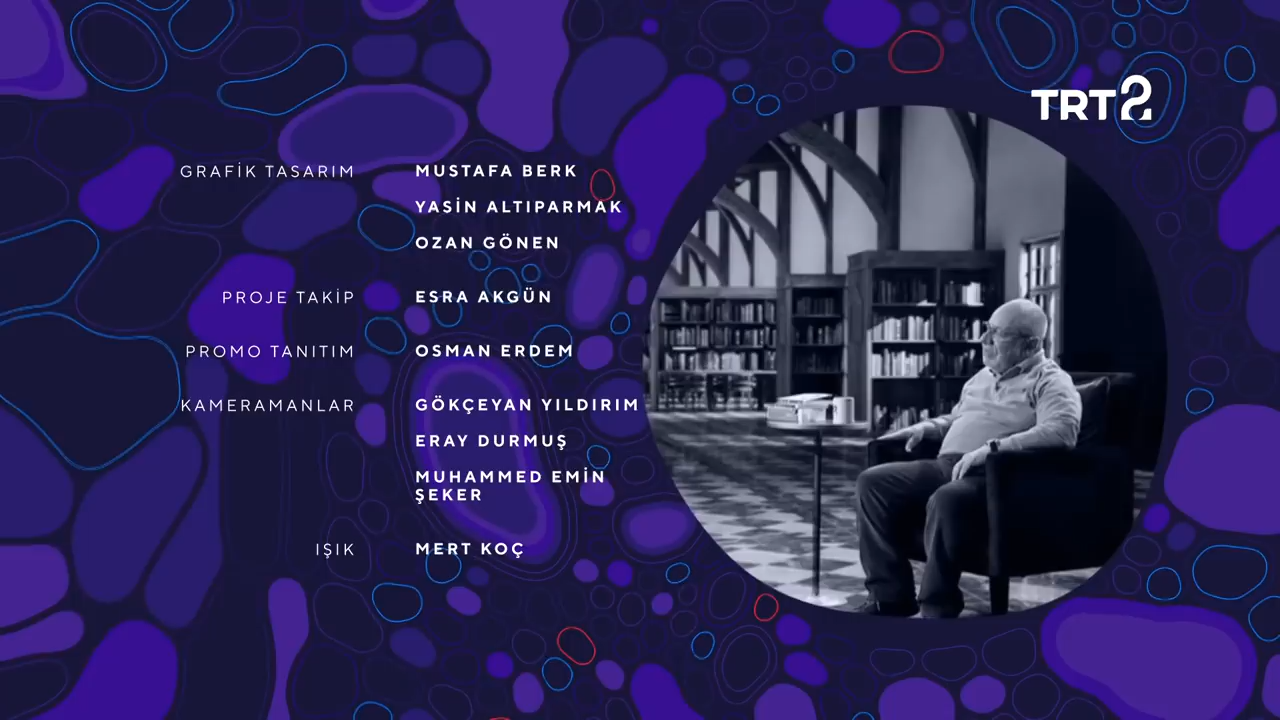 TRT2
GRAFİK TASARIM MUSTAFA BERK
YASİN ALTIPARMAK
OZAN GÖNEN
PROJE TAKİP ESRA AKGÜN
PROMO TANITIM OSMAN ERDEM
KAMERAMANLAR GÖKÇEYAN YILDIRIM
ERAY DURMUŞ
MUHAMMED EMİN
ŞEKER
IŞIK MERT KOÇ